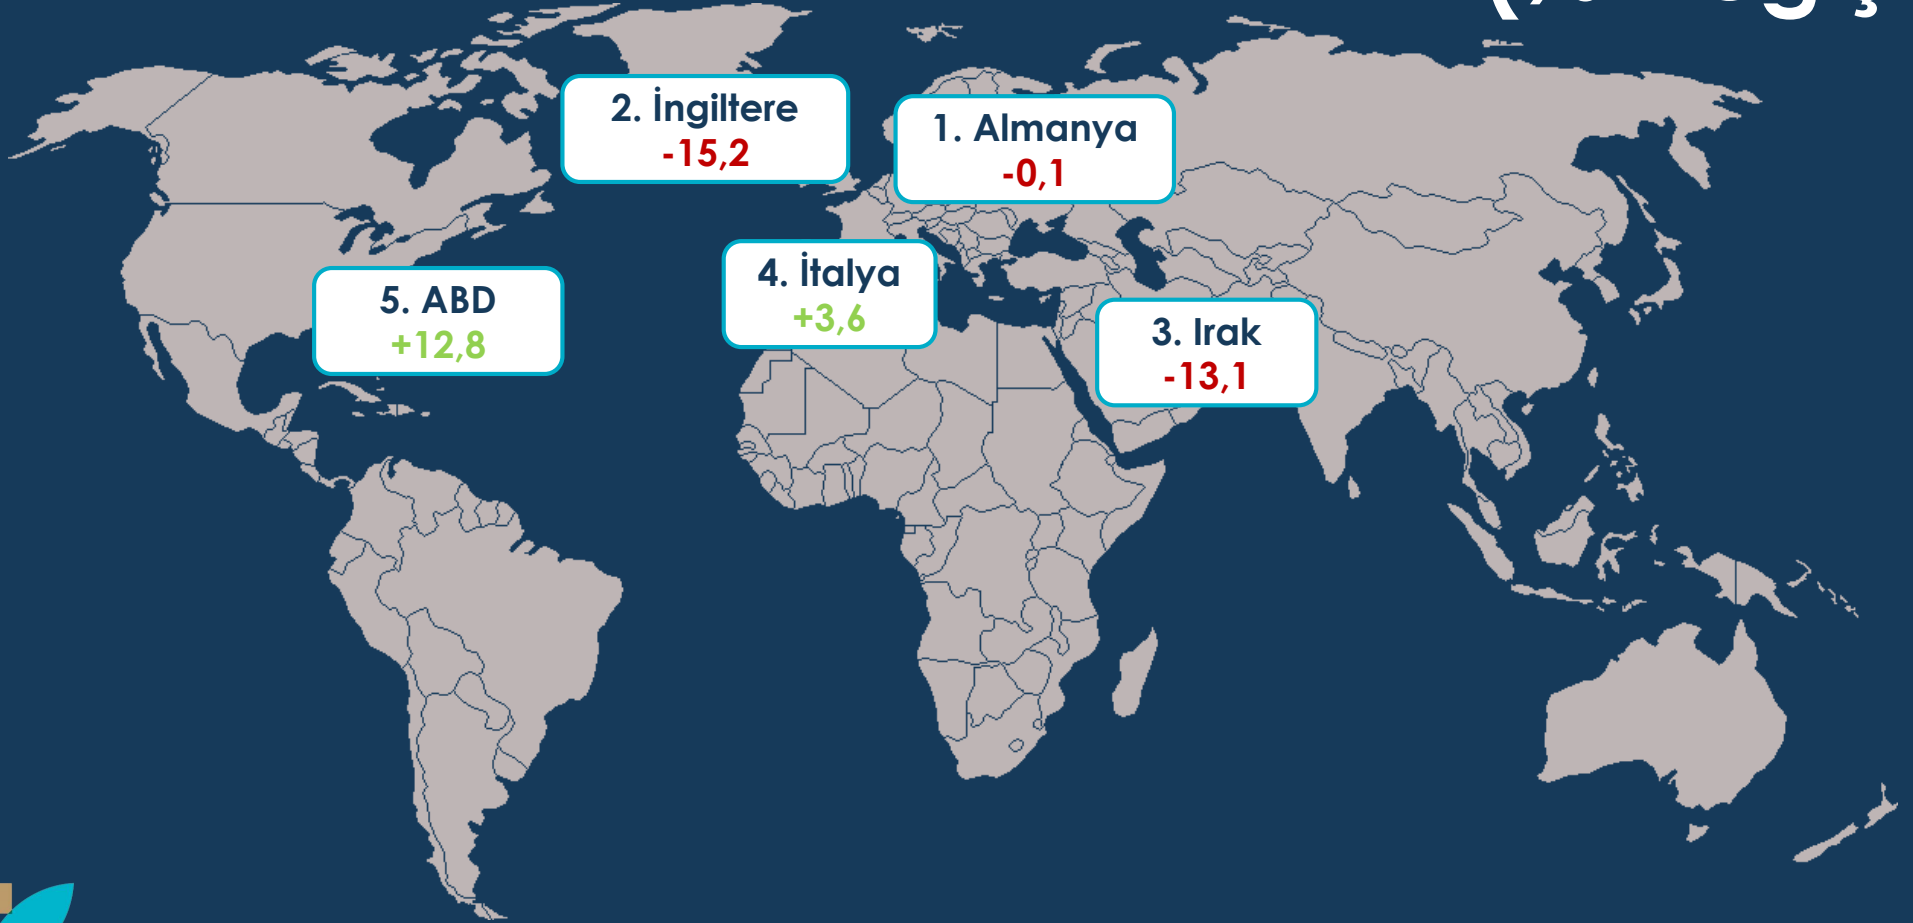 2. İngiltere
-15,2
1. Almanya
-0,1
4. İtalya
+3,6
5. ABD
+12,8
3. Irak
-13,1